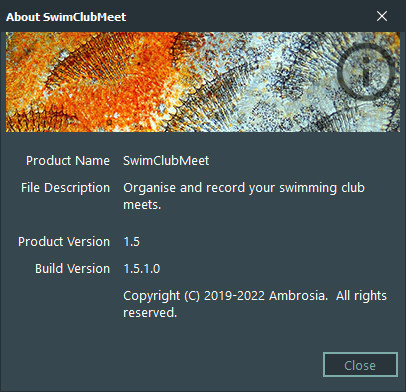 About SwimClubMeet
Product Name SwimClubMeet
File Description Organise and record your swimming club
meets.
Product Version 1.5
Build Version 1.5.1.0
Copyright (C) 2019-2022 Ambrosia. All rights
reserved.
Close